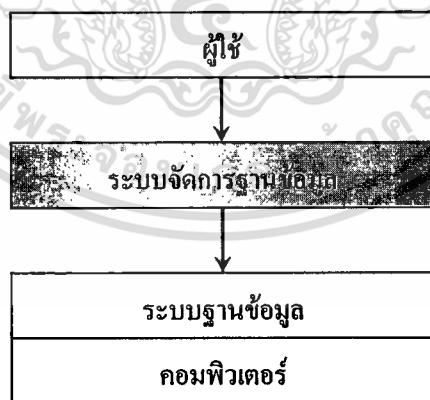 ผู้ใช้
ระบบจัดการฐานข้อมูล
ระบบฐานข้อมูล
คอมพิวเตอร์